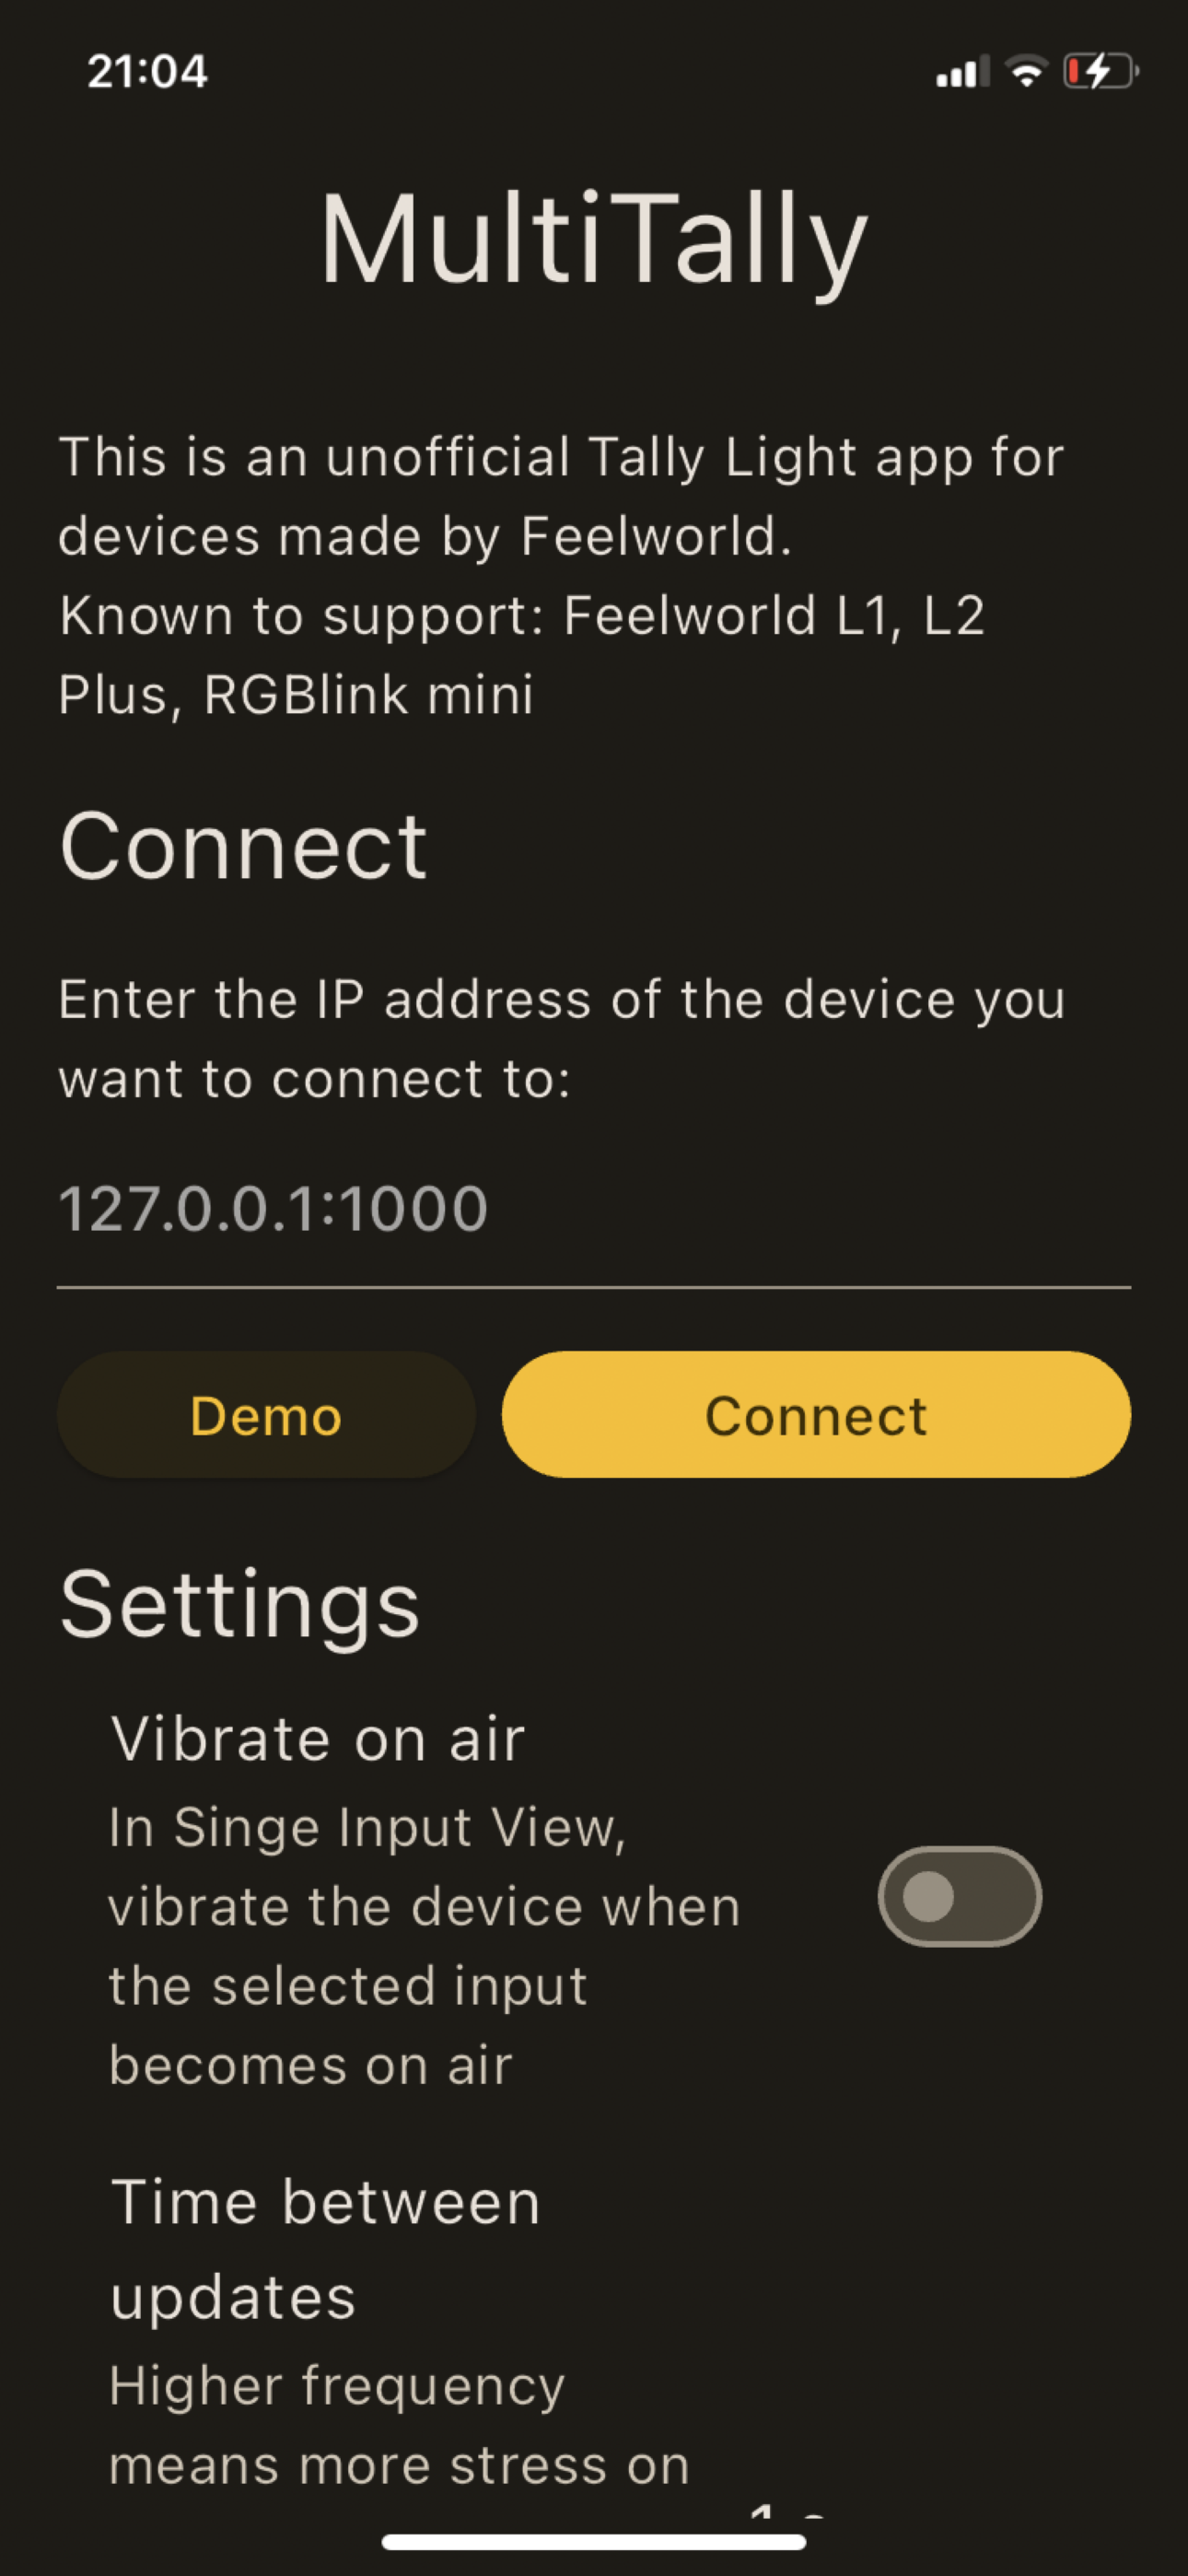 21:04
MultiTally
This is an unofficial Tally Light app for
devices made by Feelworld.
Known to support: Feelworld L1, L2
Plus, RGBlink mini
Connect
Enter the IP address of the device you
want to connect to:
127.0.0.1:1000
Demo
Connect
Settings
Vibrate on air
In Singe Input View,
vibrate the device when
the selected input
becomes on air
Time between
updates
Higher frequency
means more stress on